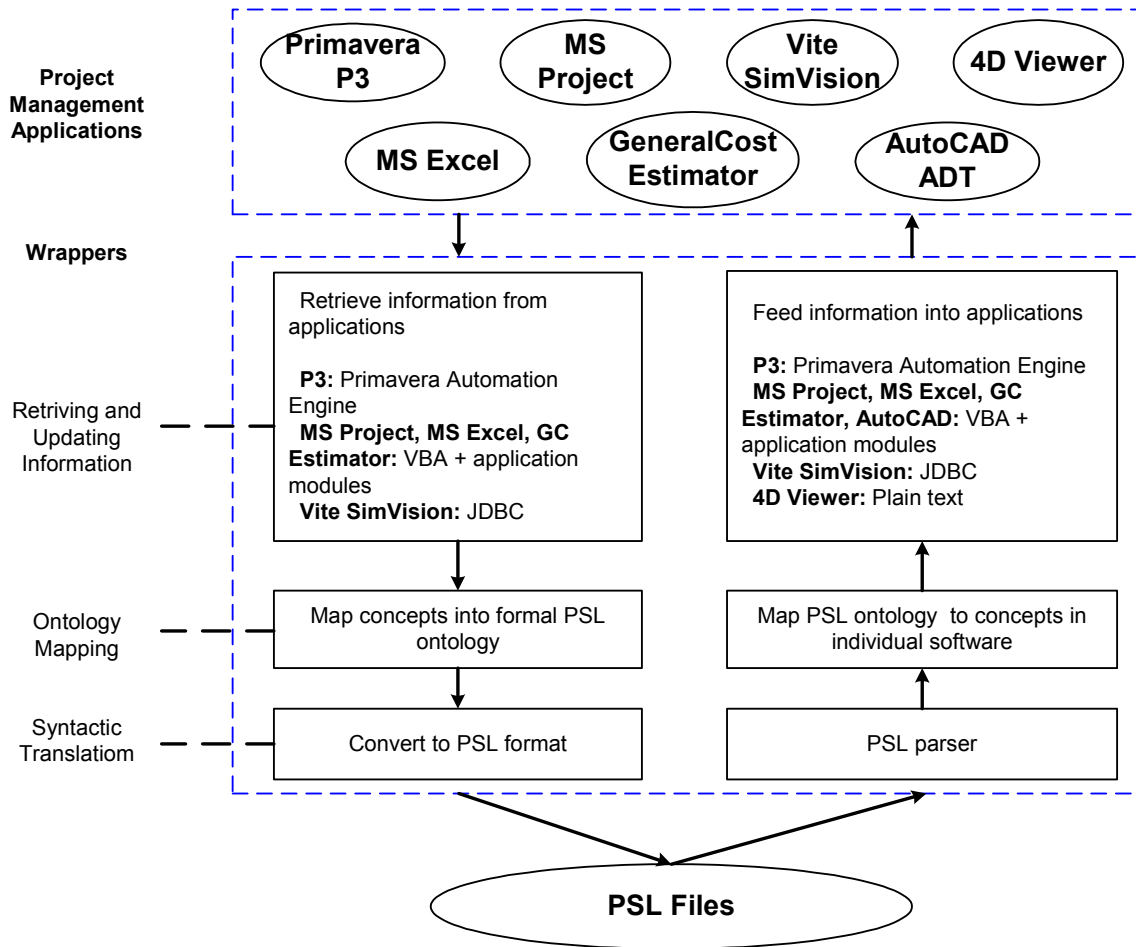 Project
Management
Applications
Primavera
P3
MS
Project
Vite
SimVision
4D Viewer
MS Excel
GeneralCost
Estimator
AutoCAD
ADT
Wrappers
Retriving and
Updating
Information
Retrieve information from
applications
P3: Primavera Automation
Engine
MS Project, MS Excel, GC
Estimator: VBA + application
modules
Vite SimVision: JDBC
Feed information into applications
P3: Primavera Automation Engine
MS Project, MS Excel, GC
Estimator, AutoCAD: VBA +
application modules
Vite SimVision: JDBC
4D Viewer: Plain text
Ontology
Mapping
Map concepts into formal PSL
ontology
Map PSL ontology to concepts in
individual software
Syntactic
Translatiom
Convert to PSL format
PSL parser
PSL Files